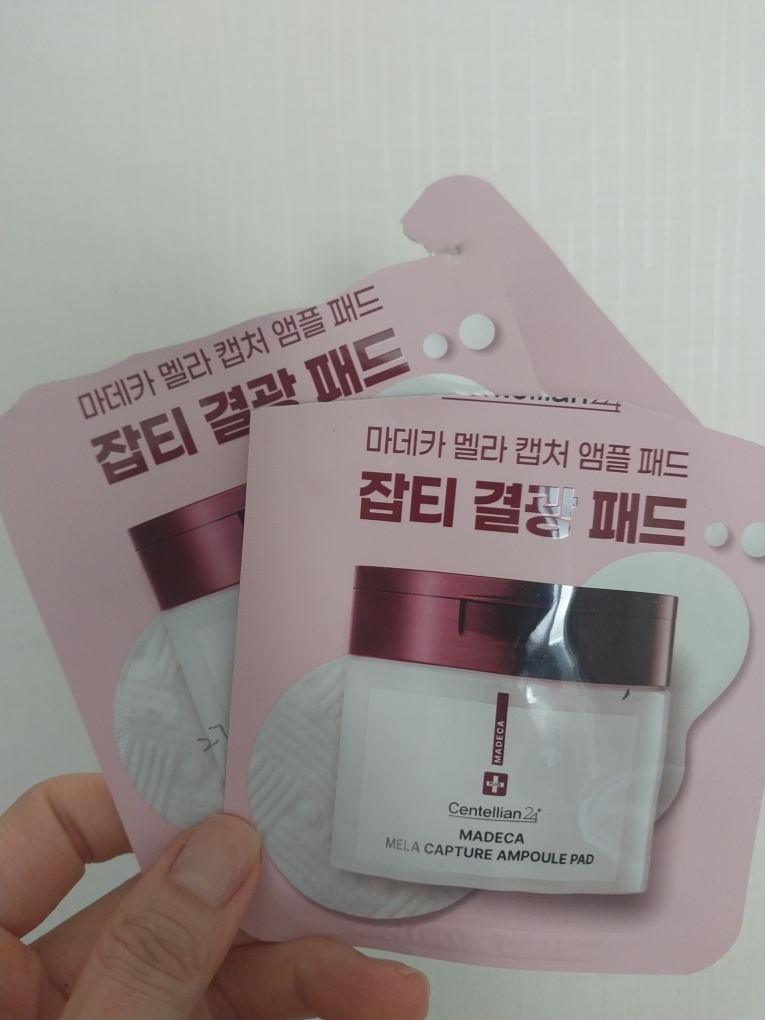 마데카 멜라 캡처 앰플 패드
잡티 결광 패드
27
Centellian24
마데카 멜라 캡처 앰플 패드
잡티 결광 패드
MADECA
Centellian24+
MADECA
MELA CAPTURE AMPOULE PAD